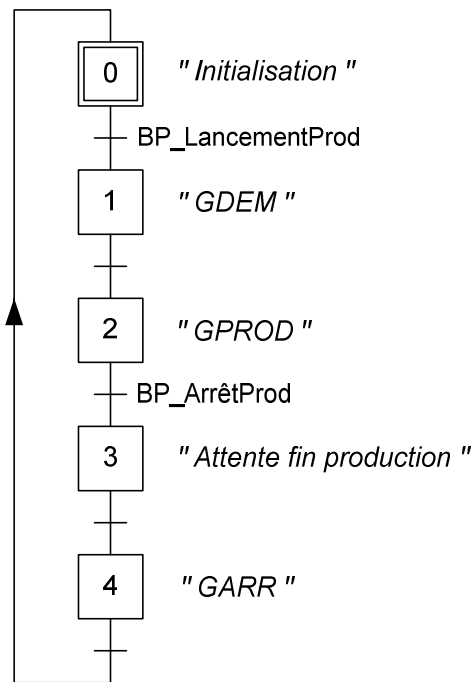 0 " Initialisation "
BP_LancementProd
1 " GDEM "
2 " GPROD "
BP_ArrêtProd
3 " Attente fin production "
4 " GARR "